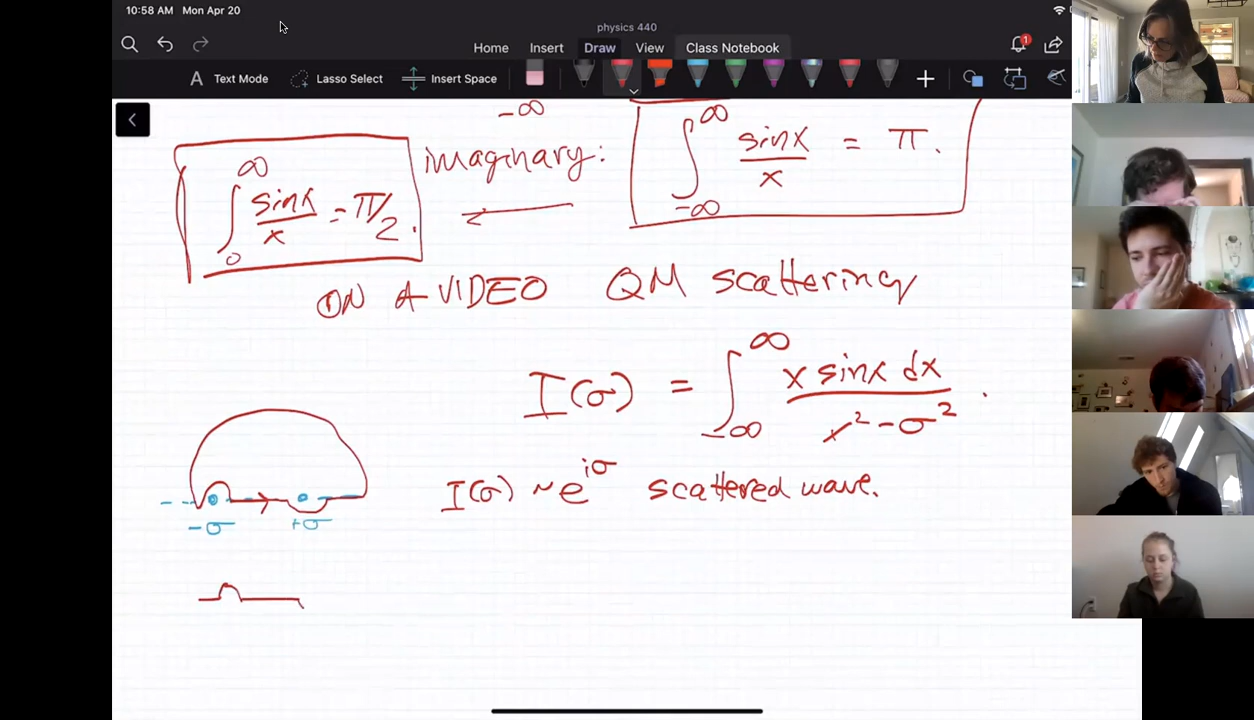 10:58 AM Mon Apr 20
physics 440
Home Insert Draw View Class Notebook
1
A Text Mode Lasso Select Insert Space
-∞
∫_{-∞}^{∞} sinx/x = π.
imaginary:
∫_0^∞ sinx/x = π/2.
ON A VIDEO QM scattering
I(σ) = ∫_{-∞}^{∞} x sinx dx / x² - σ² .
I(σ) ~ e^{iσ} scattered wave.
-σ +σ